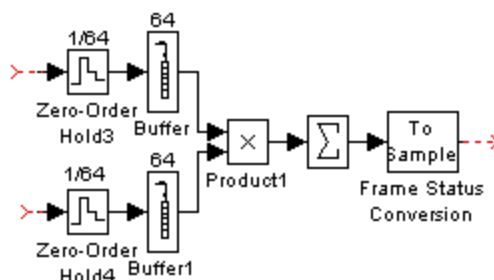 1/64
64
Zero-Order
Hold3
Buffer
×
Product1
Σ
To
Sample
Frame Status
Conversion
1/64
64
Zero-Order
Hold4
Buffer1